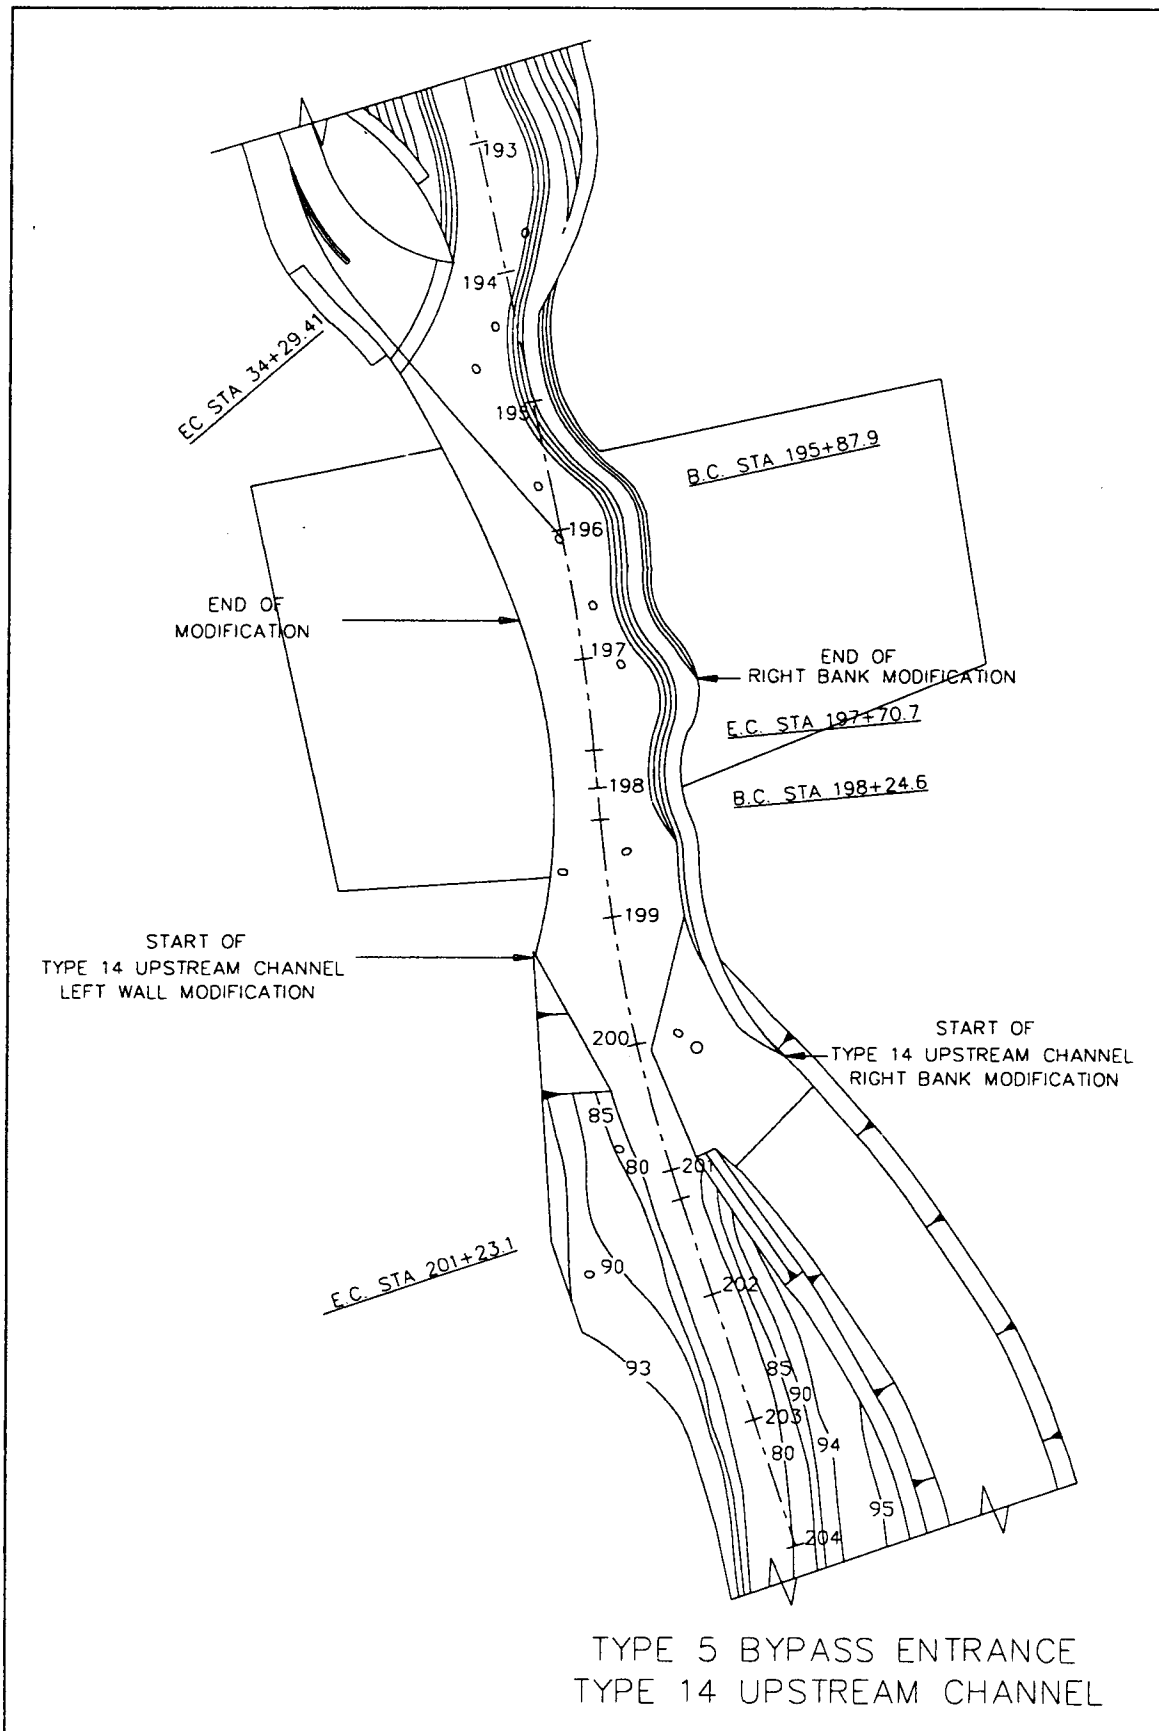 193
194
EC STA 34+29.41
195
B.C. STA 195+87.9
196
END OF
MODIFICATION
197
END OF
RIGHT BANK MODIFICATION
E.C. STA 197+70.7
198
B.C. STA 198+24.6
199
START OF
TYPE 14 UPSTREAM CHANNEL
LEFT WALL MODIFICATION
200
START OF
TYPE 14 UPSTREAM CHANNEL
RIGHT BANK MODIFICATION
85
80
201
E.C. STA 201+23.1
90
202
93
85
90
203
94
80
95
204
TYPE 5 BYPASS ENTRANCE
TYPE 14 UPSTREAM CHANNEL